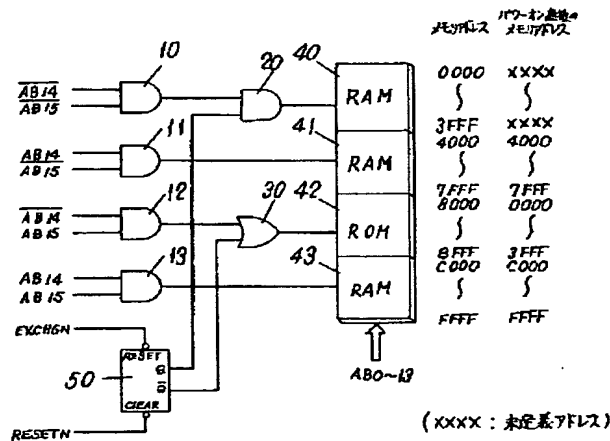 メモリアドレス
パワーオン直後の
メモリアドレス
10
20
40
AB14
AB15
RAM
0000 XXXX
3FFF XXXX
11
41
AB14
AB15
RAM
4000 4000
7FFF 7FFF
12
30
42
AB14
AB15
ROM
8000 0000
8FFF 3FFF
13
43
AB14
AB15
RAM
C000 C000
FFFF FFFF
EXCHGN
RESET
50
Q
Q
CLEAR
RESETN
AB0~13
(XXXX : 未定義アドレス)